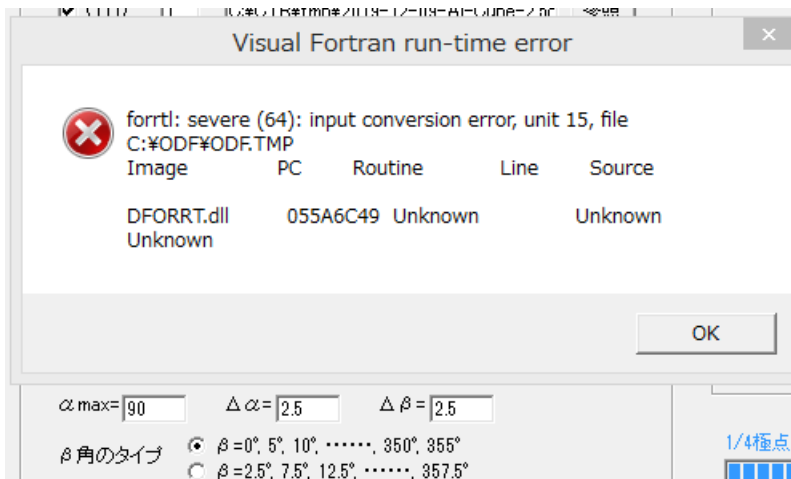 Visual Fortran run-time error
forrtl: severe (64): input conversion error, unit 15, file
C:¥ODF¥ODF.TMP
Image PC Routine Line Source
DFORRT.dll 055A6C49 Unknown Unknown
Unknown
OK
αmax= 90 Δα= 2.5 Δβ= 2.5
β角のタイプ β=0°, 5°, 10°, ‥‥‥, 350°, 355°
β=2.5°, 7.5°, 12.5°, ‥‥‥, 357.5°
1/4極点